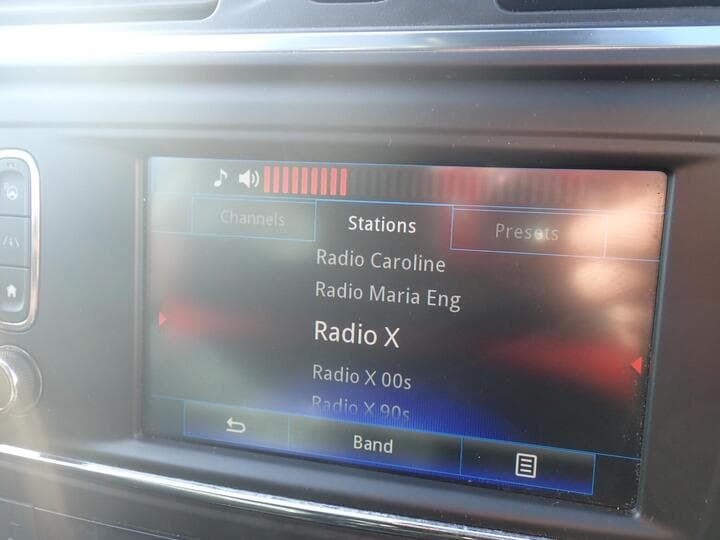 Channels
Stations
Presets
Radio Caroline
Radio Maria Eng
Radio X
Radio X 00s
Radio X 90s
Band